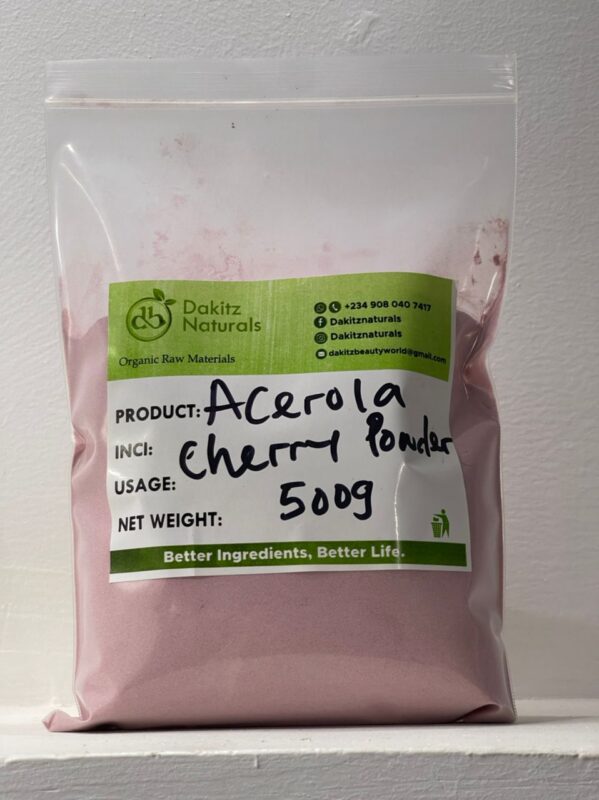 Dakitz
Naturals
Organic Raw Materials
+234 908 040 7417
Dakitznaturals
Dakitznaturals
dakitzbeautyworld@gmail.com
PRODUCT: Acerola
INCI: Cherry Powder
USAGE:
NET WEIGHT: 500g
Better Ingredients, Better Life.